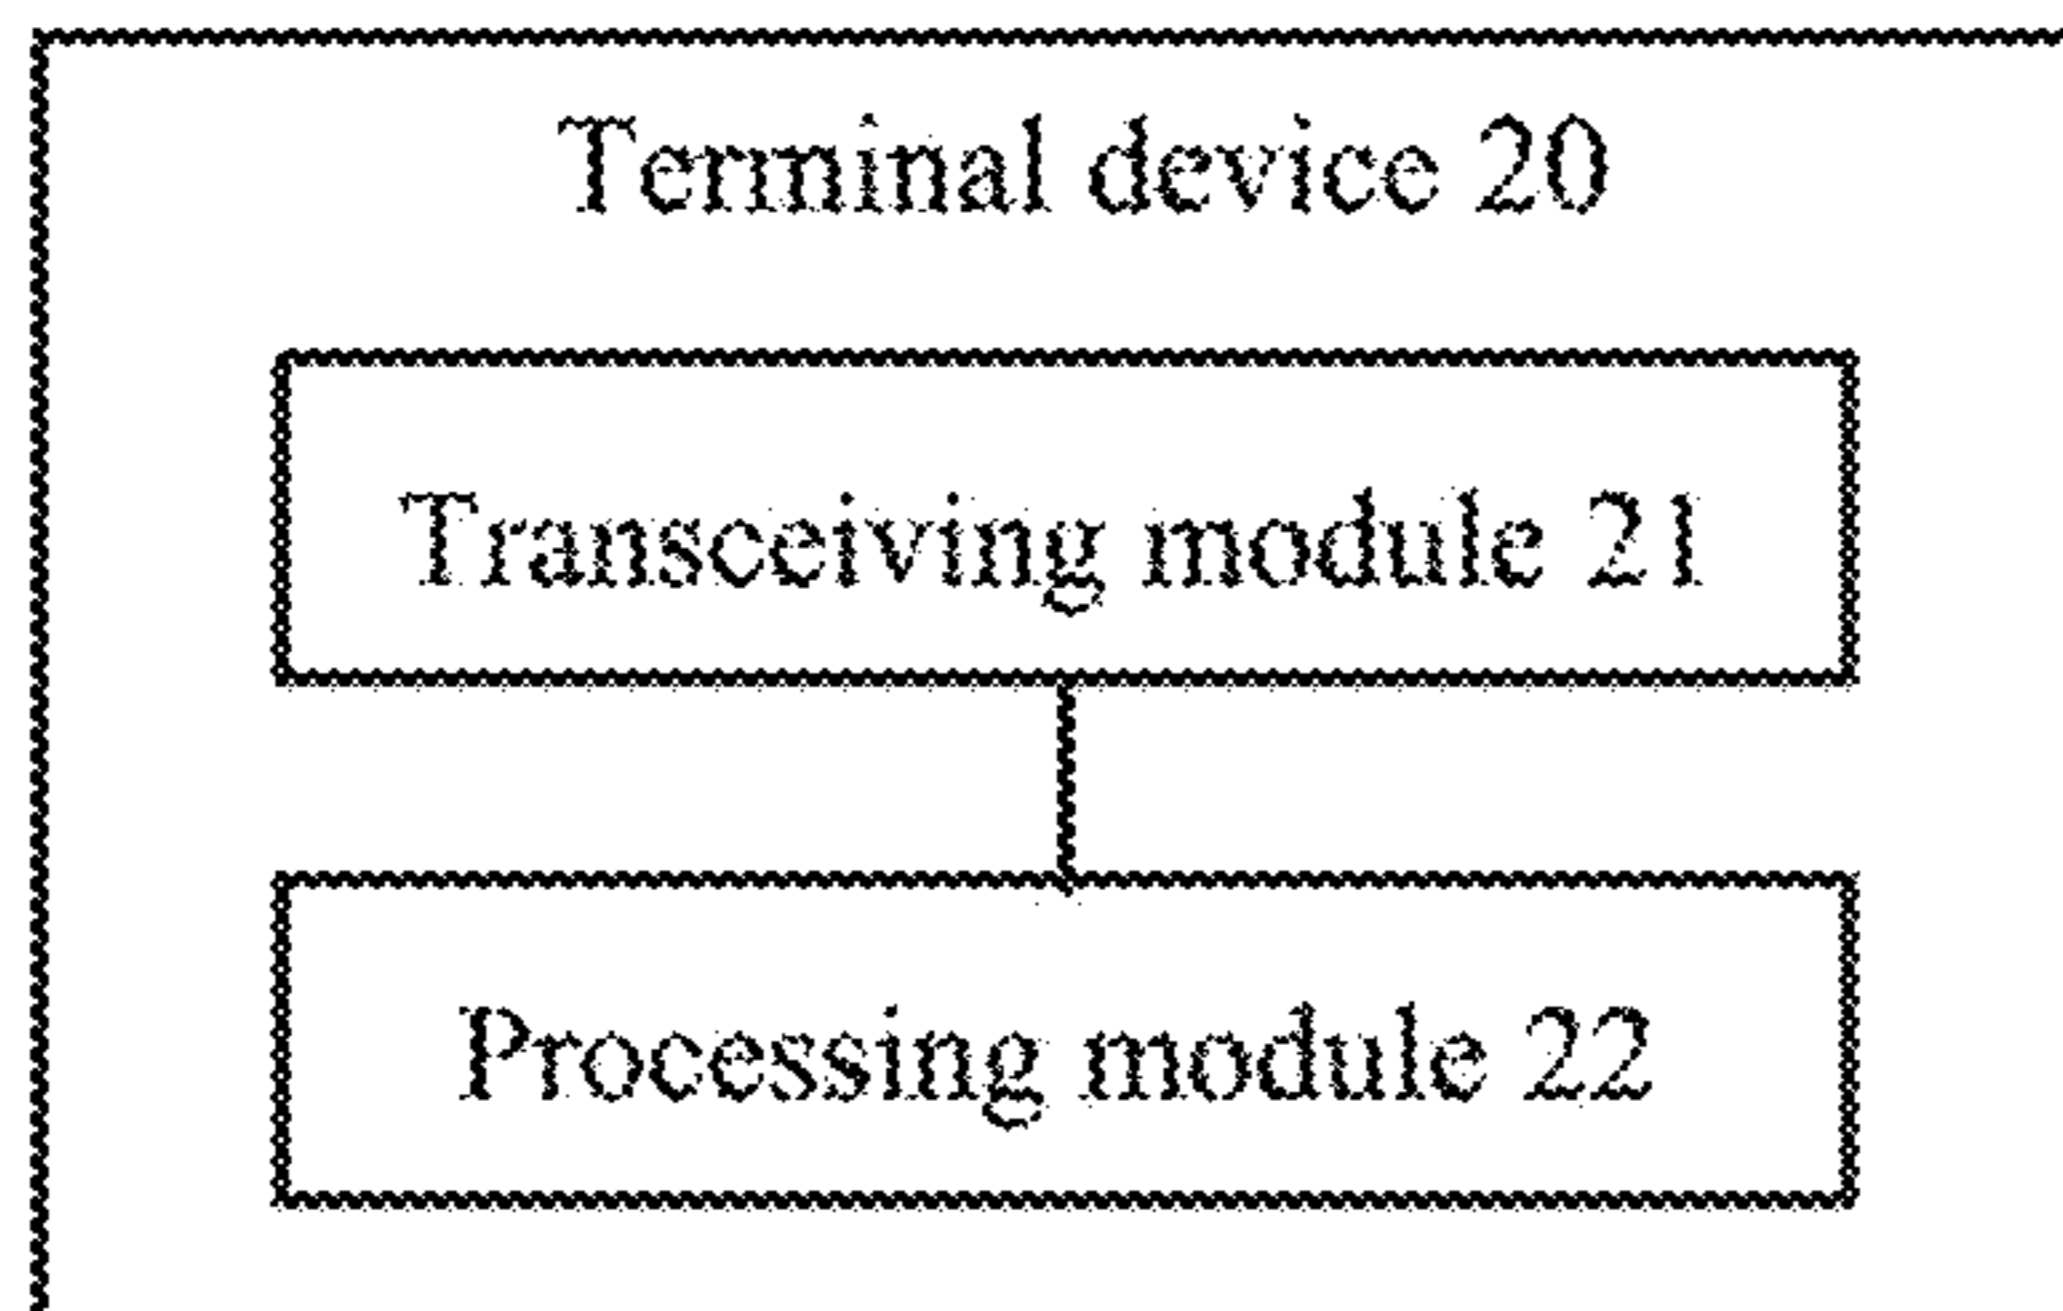 Terminal device 20
Transceiving module 21
Processing module 22